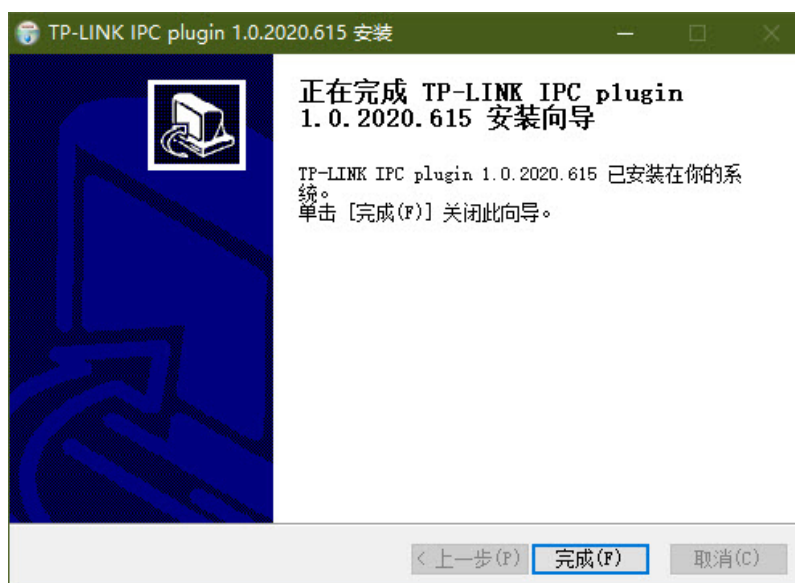 TP-LINK IPC plugin 1.0.2020.615 安装
正在完成 TP-LINK IPC plugin
1.0.2020.615 安装向导
TP-LINK IPC plugin 1.0.2020.615 已安装在你的系
统。
单击 [完成(F)] 关闭此向导。
< 上一步(P) 完成(F) 取消(C)